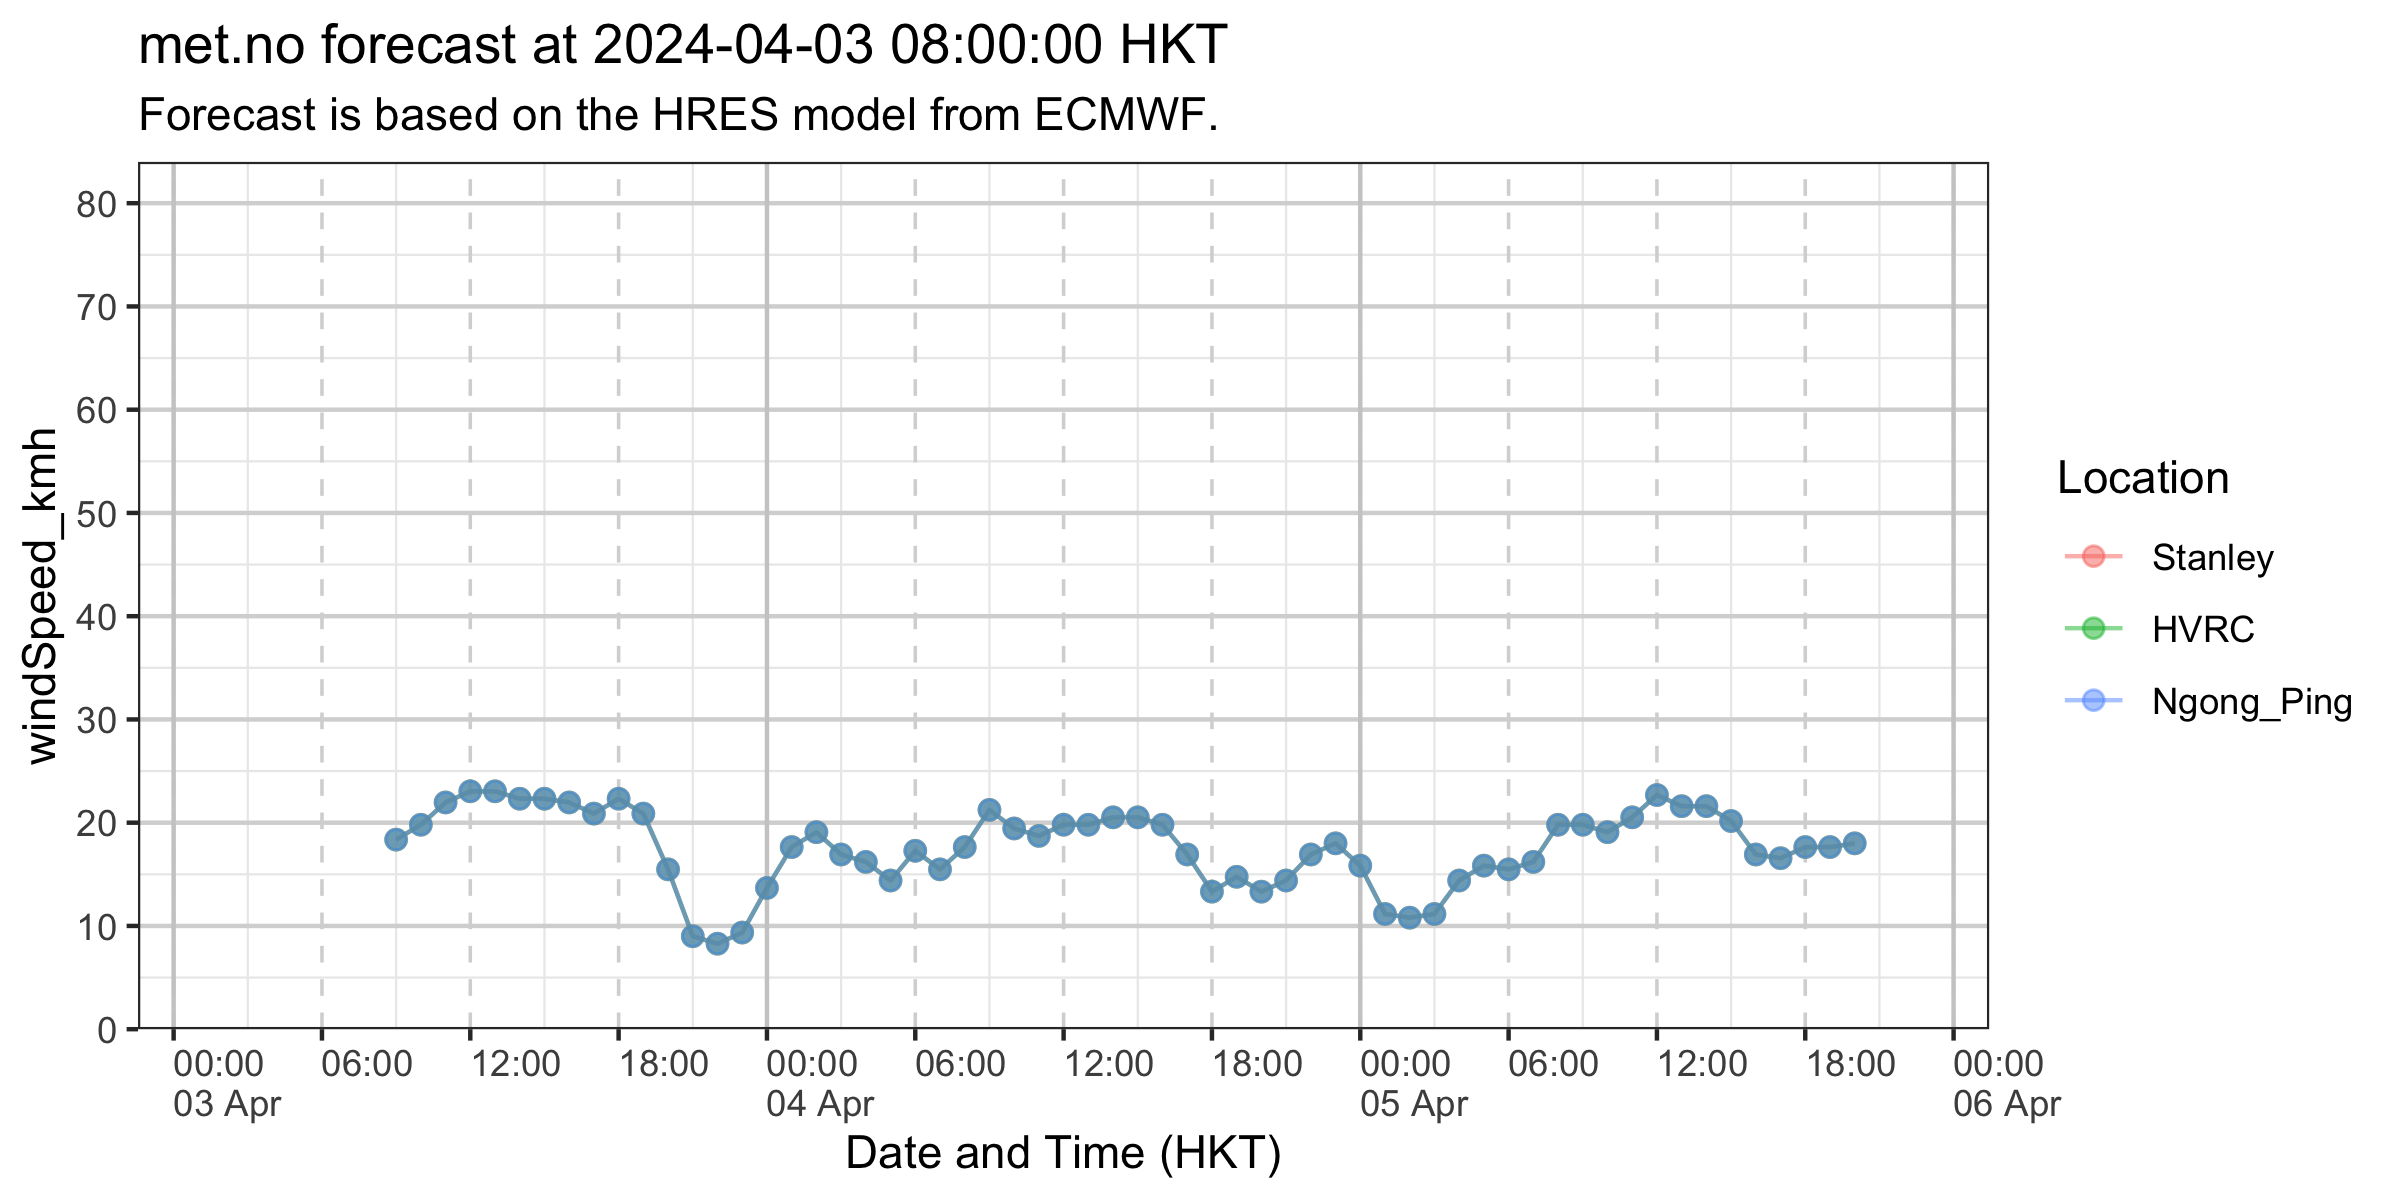 met.no forecast at 2024-04-03 08:00:00 HKT
Forecast is based on the HRES model from ECMWF.
windSpeed_kmh
80
70
60
50
40
30
20
10
0
00:00 06:00 12:00 18:00 00:00 06:00 12:00 18:00 00:00 06:00 12:00 18:00 00:00
03 Apr 04 Apr 05 Apr 06 Apr
Date and Time (HKT)
Location
Stanley
HVRC
Ngong_Ping